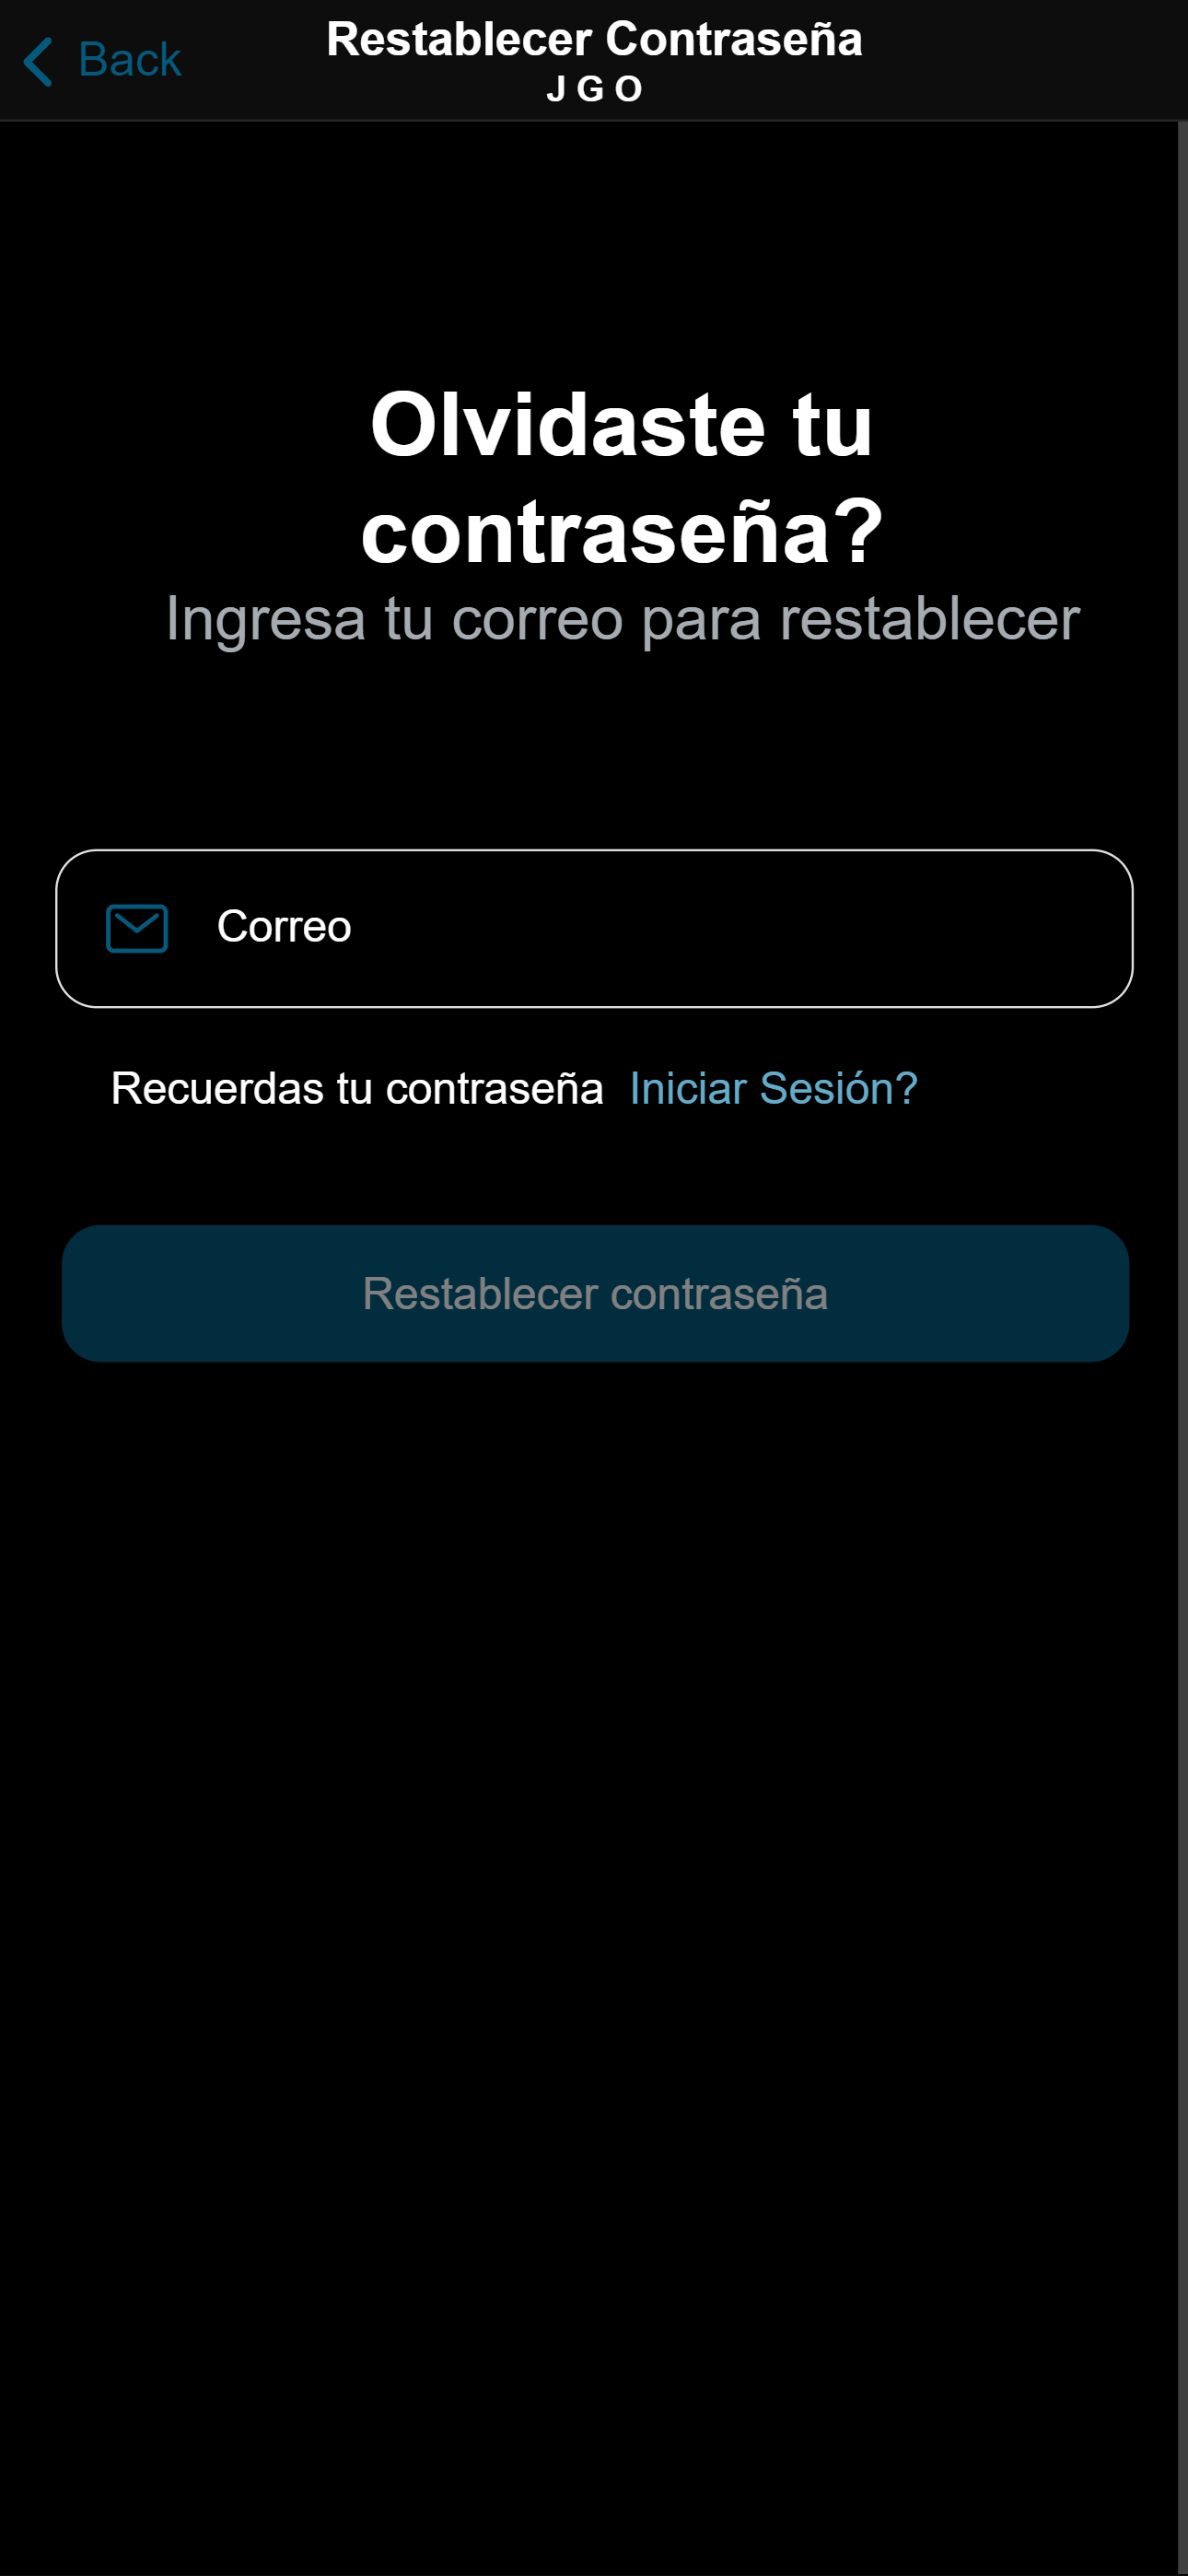 Back
Restablecer Contraseña
J G O
Olvidaste tu
contraseña?
Ingresa tu correo para restablecer
Correo
Recuerdas tu contraseña Iniciar Sesión?
Restablecer contraseña